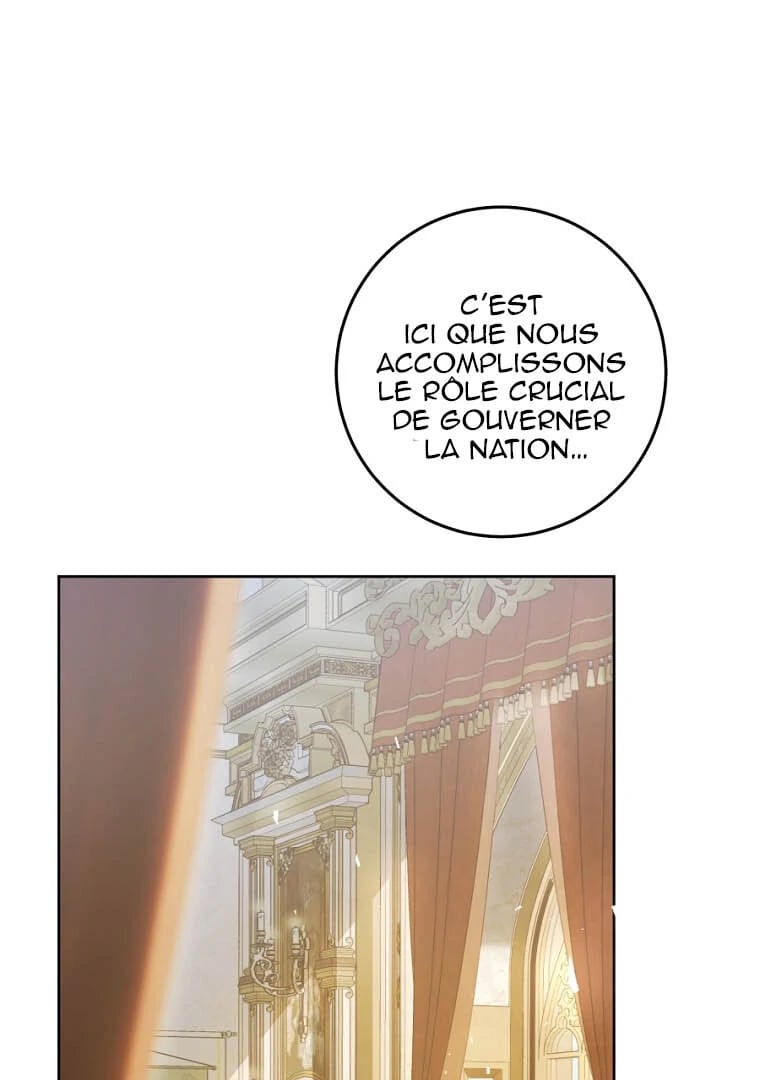 C'EST
ICI QUE NOUS
ACCOMPLISSONS
LE RÔLE CRUCIAL
DE GOUVERNER
LA NATION...